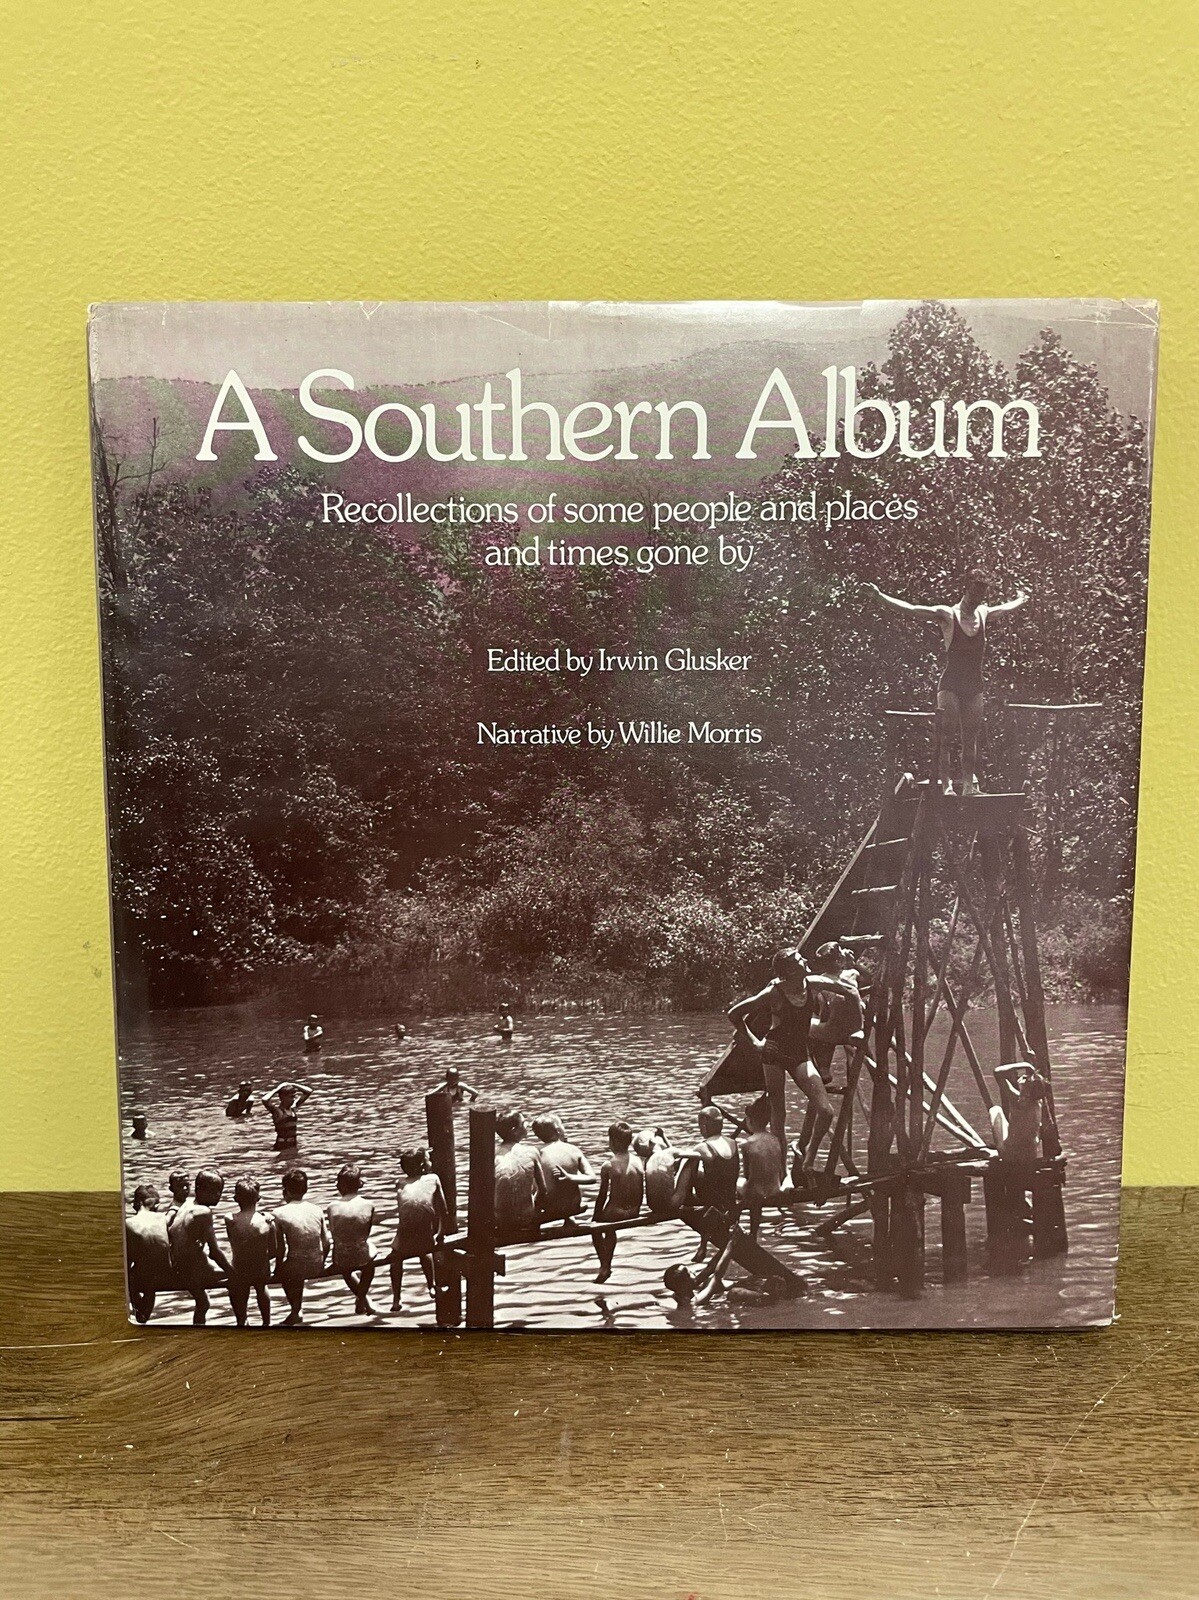 A Southern Album
Recollections of some people and places
and times gone by
Edited by Irwin Glusker
Narrative by Willie Morris